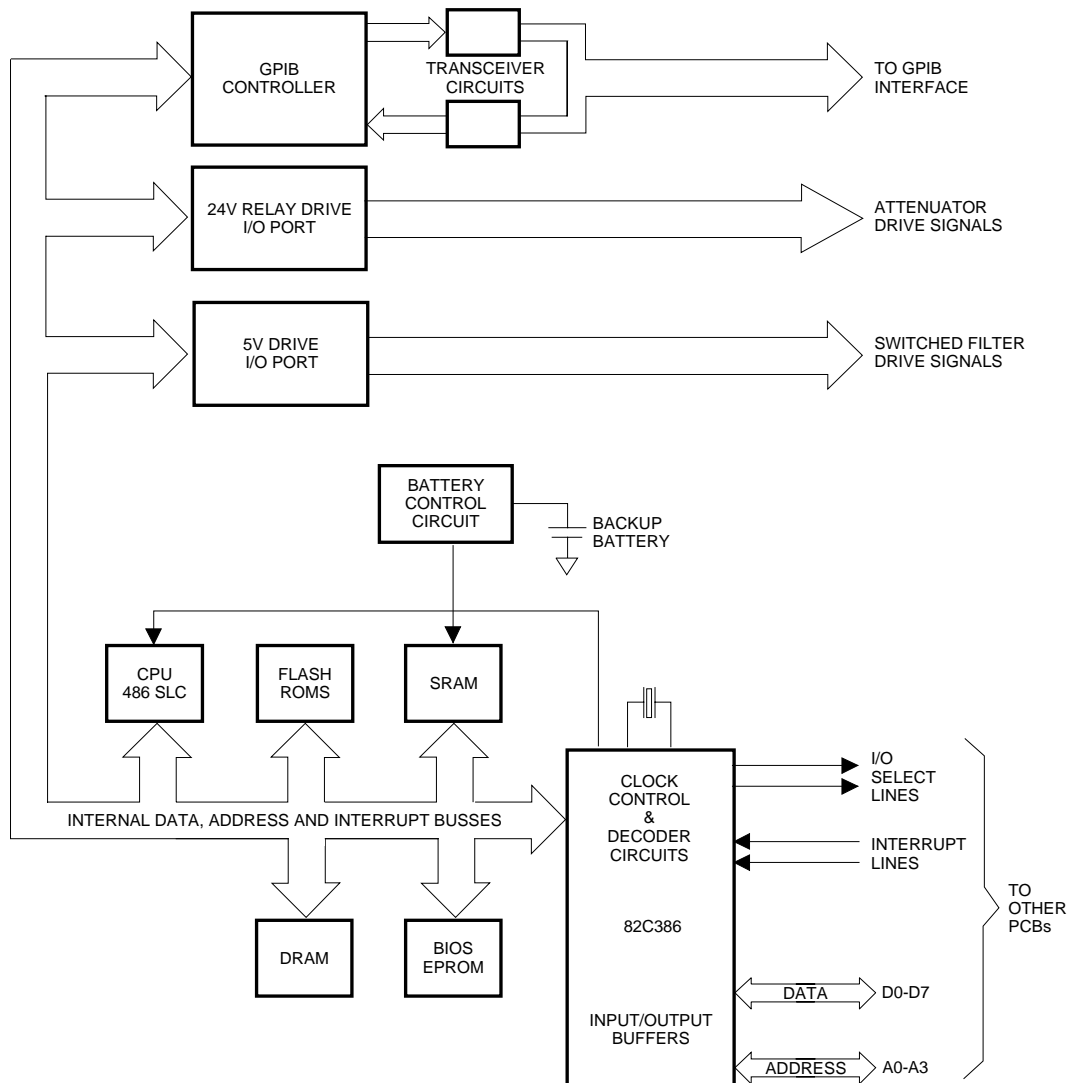 GPIB
CONTROLLER
TRANSCEIVER
CIRCUITS
TO GPIB
INTERFACE
24V RELAY DRIVE
I/O PORT
ATTENUATOR
DRIVE SIGNALS
5V DRIVE
I/O PORT
SWITCHED FILTER
DRIVE SIGNALS
BATTERY
CONTROL
CIRCUIT
BACKUP
BATTERY
CPU
486 SLC
FLASH
ROMS
SRAM
INTERNAL DATA, ADDRESS AND INTERRUPT BUSSES
DRAM
BIOS
EPROM
CLOCK
CONTROL
&
DECODER
CIRCUITS
82C386
INPUT/OUTPUT
BUFFERS
I/O
SELECT
LINES
INTERRUPT
LINES
DATA
D0-D7
ADDRESS
A0-A3
TO
OTHER
PCBs